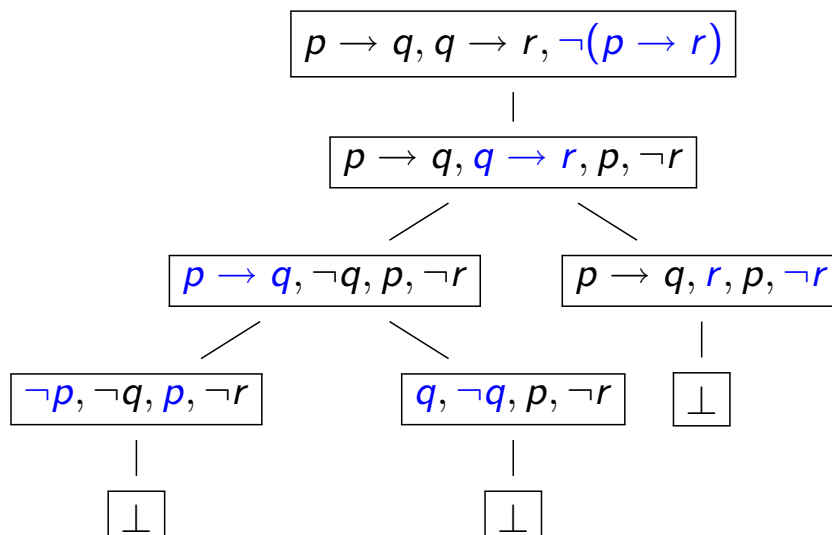 p → q, q → r, ¬(p → r)
p → q, q → r, p, ¬r
p → q, ¬q, p, ¬r
p → q, r, p, ¬r
¬p, ¬q, p, ¬r
q, ¬q, p, ¬r
⊥
⊥
⊥